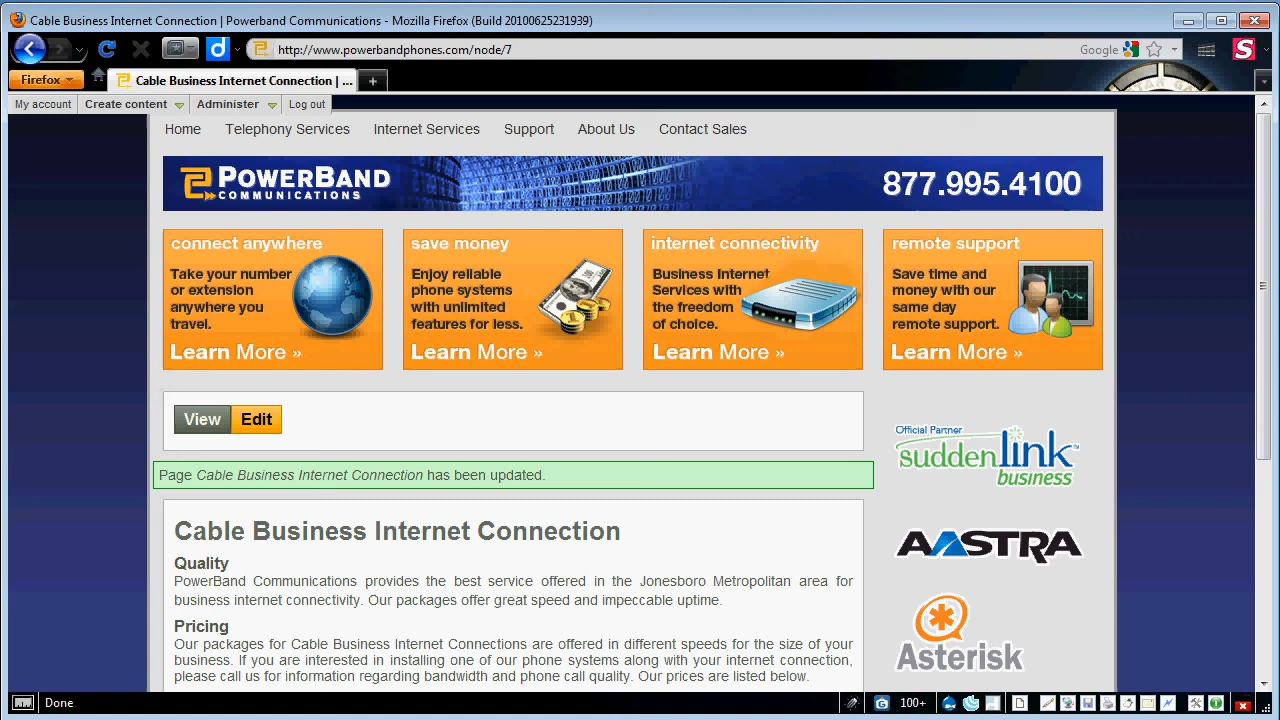 Cable Business Internet Connection | Powerband Communications - Mozilla Firefox (Build 20100625231939)
http://www.powerbandphones.com/node/7
Google
S
Firefox
Cable Business Internet Connection | ...
My account
Create content
Administer
Log out
Home
Telephony Services
Internet Services
Support
About Us
Contact Sales
POWERBAND
COMMUNICATIONS
877.995.4100
connect anywhere
Take your number
or extension
anywhere you
travel.
Learn More »
save money
Enjoy reliable
phone systems
with unlimited
features for less.
Learn More »
internet connectivity
Business Internet
Services with
the freedom
of choice.
Learn More »
remote support
Save time and
money with our
same day
remote support.
Learn More »
View
Edit
Page Cable Business Internet Connection has been updated.
Cable Business Internet Connection
Quality
PowerBand Communications provides the best service offered in the Jonesboro Metropolitan area for
business internet connectivity. Our packages offer great speed and impeccable uptime.
Pricing
Our packages for Cable Business Internet Connections are offered in different speeds for the size of your
business. If you are interested in installing one of our phone systems along with your internet connection,
please call us for information regarding bandwidth and phone call quality. Our prices are listed below.
Official Partner
suddenlink
business
AASTRA
Asterisk
Done
100+